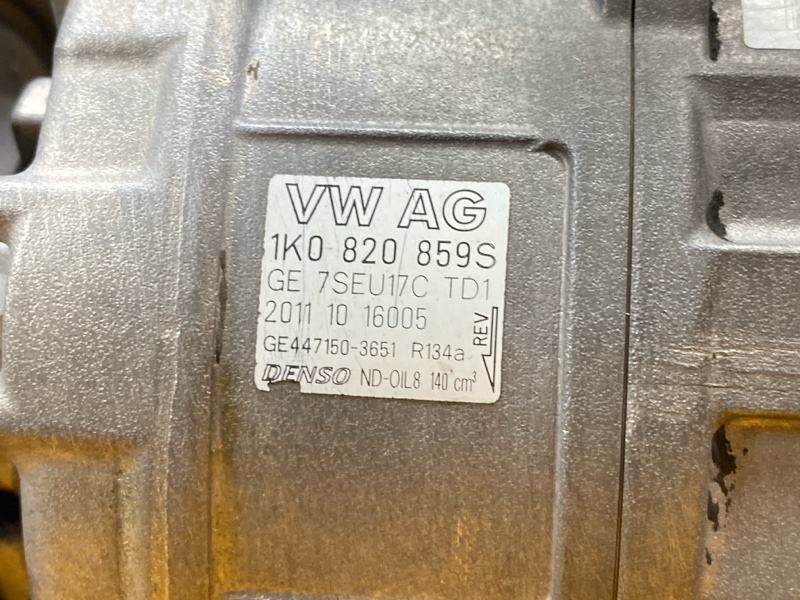 VW AG
1K0 820 859S
GE 7SEU17C TD1
2011 10 16005
REV
GE447150-3651 R134a
DENSO ND-OIL8 140 cm³